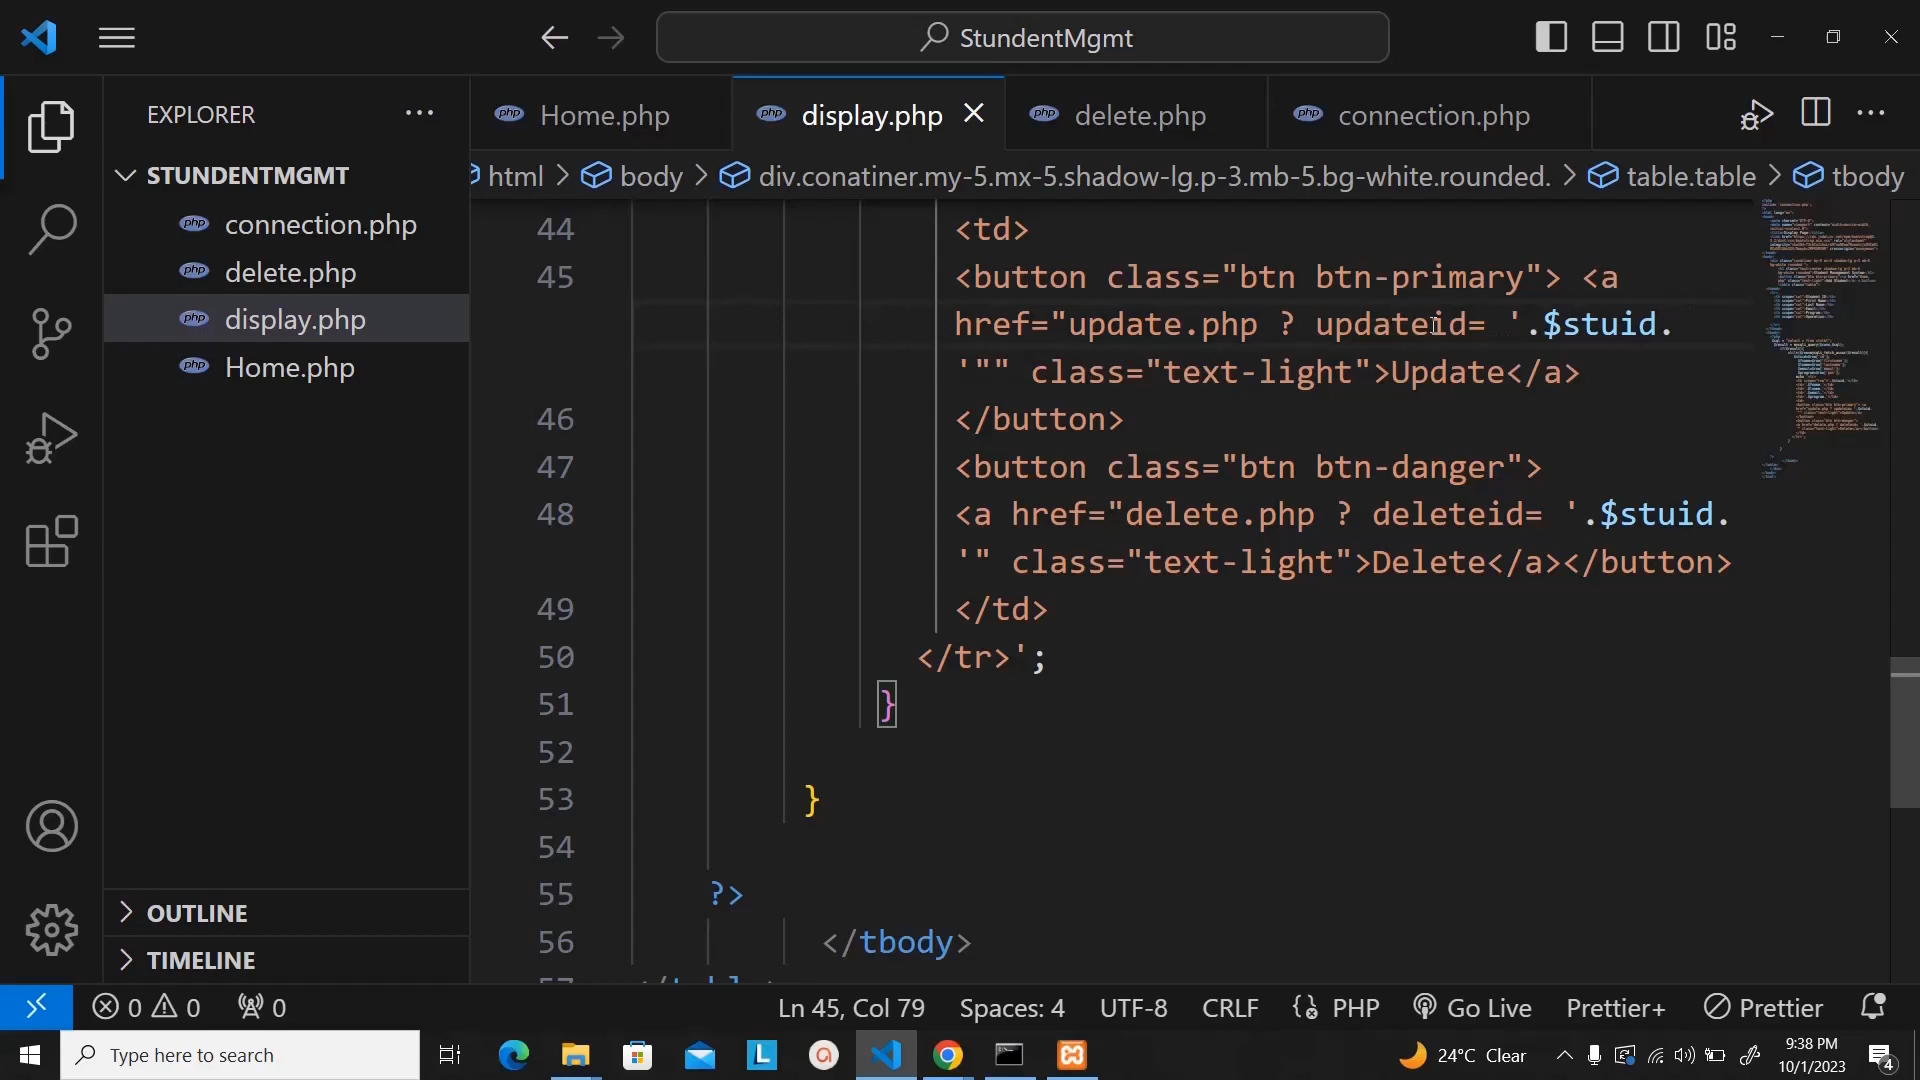 StundentMgmt
EXPLORER
STUNDENTMGMT
connection.php
delete.php
display.php
Home.php
OUTLINE
TIMELINE
Home.php
display.php
delete.php
connection.php
html > body > div.conatiner.my-5.mx-5.shadow-lg.p-3.mb-5.bg-white.rounded. > table.table > tbody
44 <td>
45 <button class="btn btn-primary"> <a
href="update.php ? updateid= '.$stuid.
'"" class="text-light">Update</a>
46 </button>
47 <button class="btn btn-danger">
48 <a href="delete.php ? deleteid= '.$stuid.
'" class="text-light">Delete</a></button>
49 </td>
50 </tr>';
51 }
52
53 }
54
55 ?>
56 </tbody>
0 0 0
Ln 45, Col 79
Spaces: 4
UTF-8
CRLF
PHP
Go Live
Prettier+
Prettier
Type here to search
24°C Clear
9:38 PM
10/1/2023
4